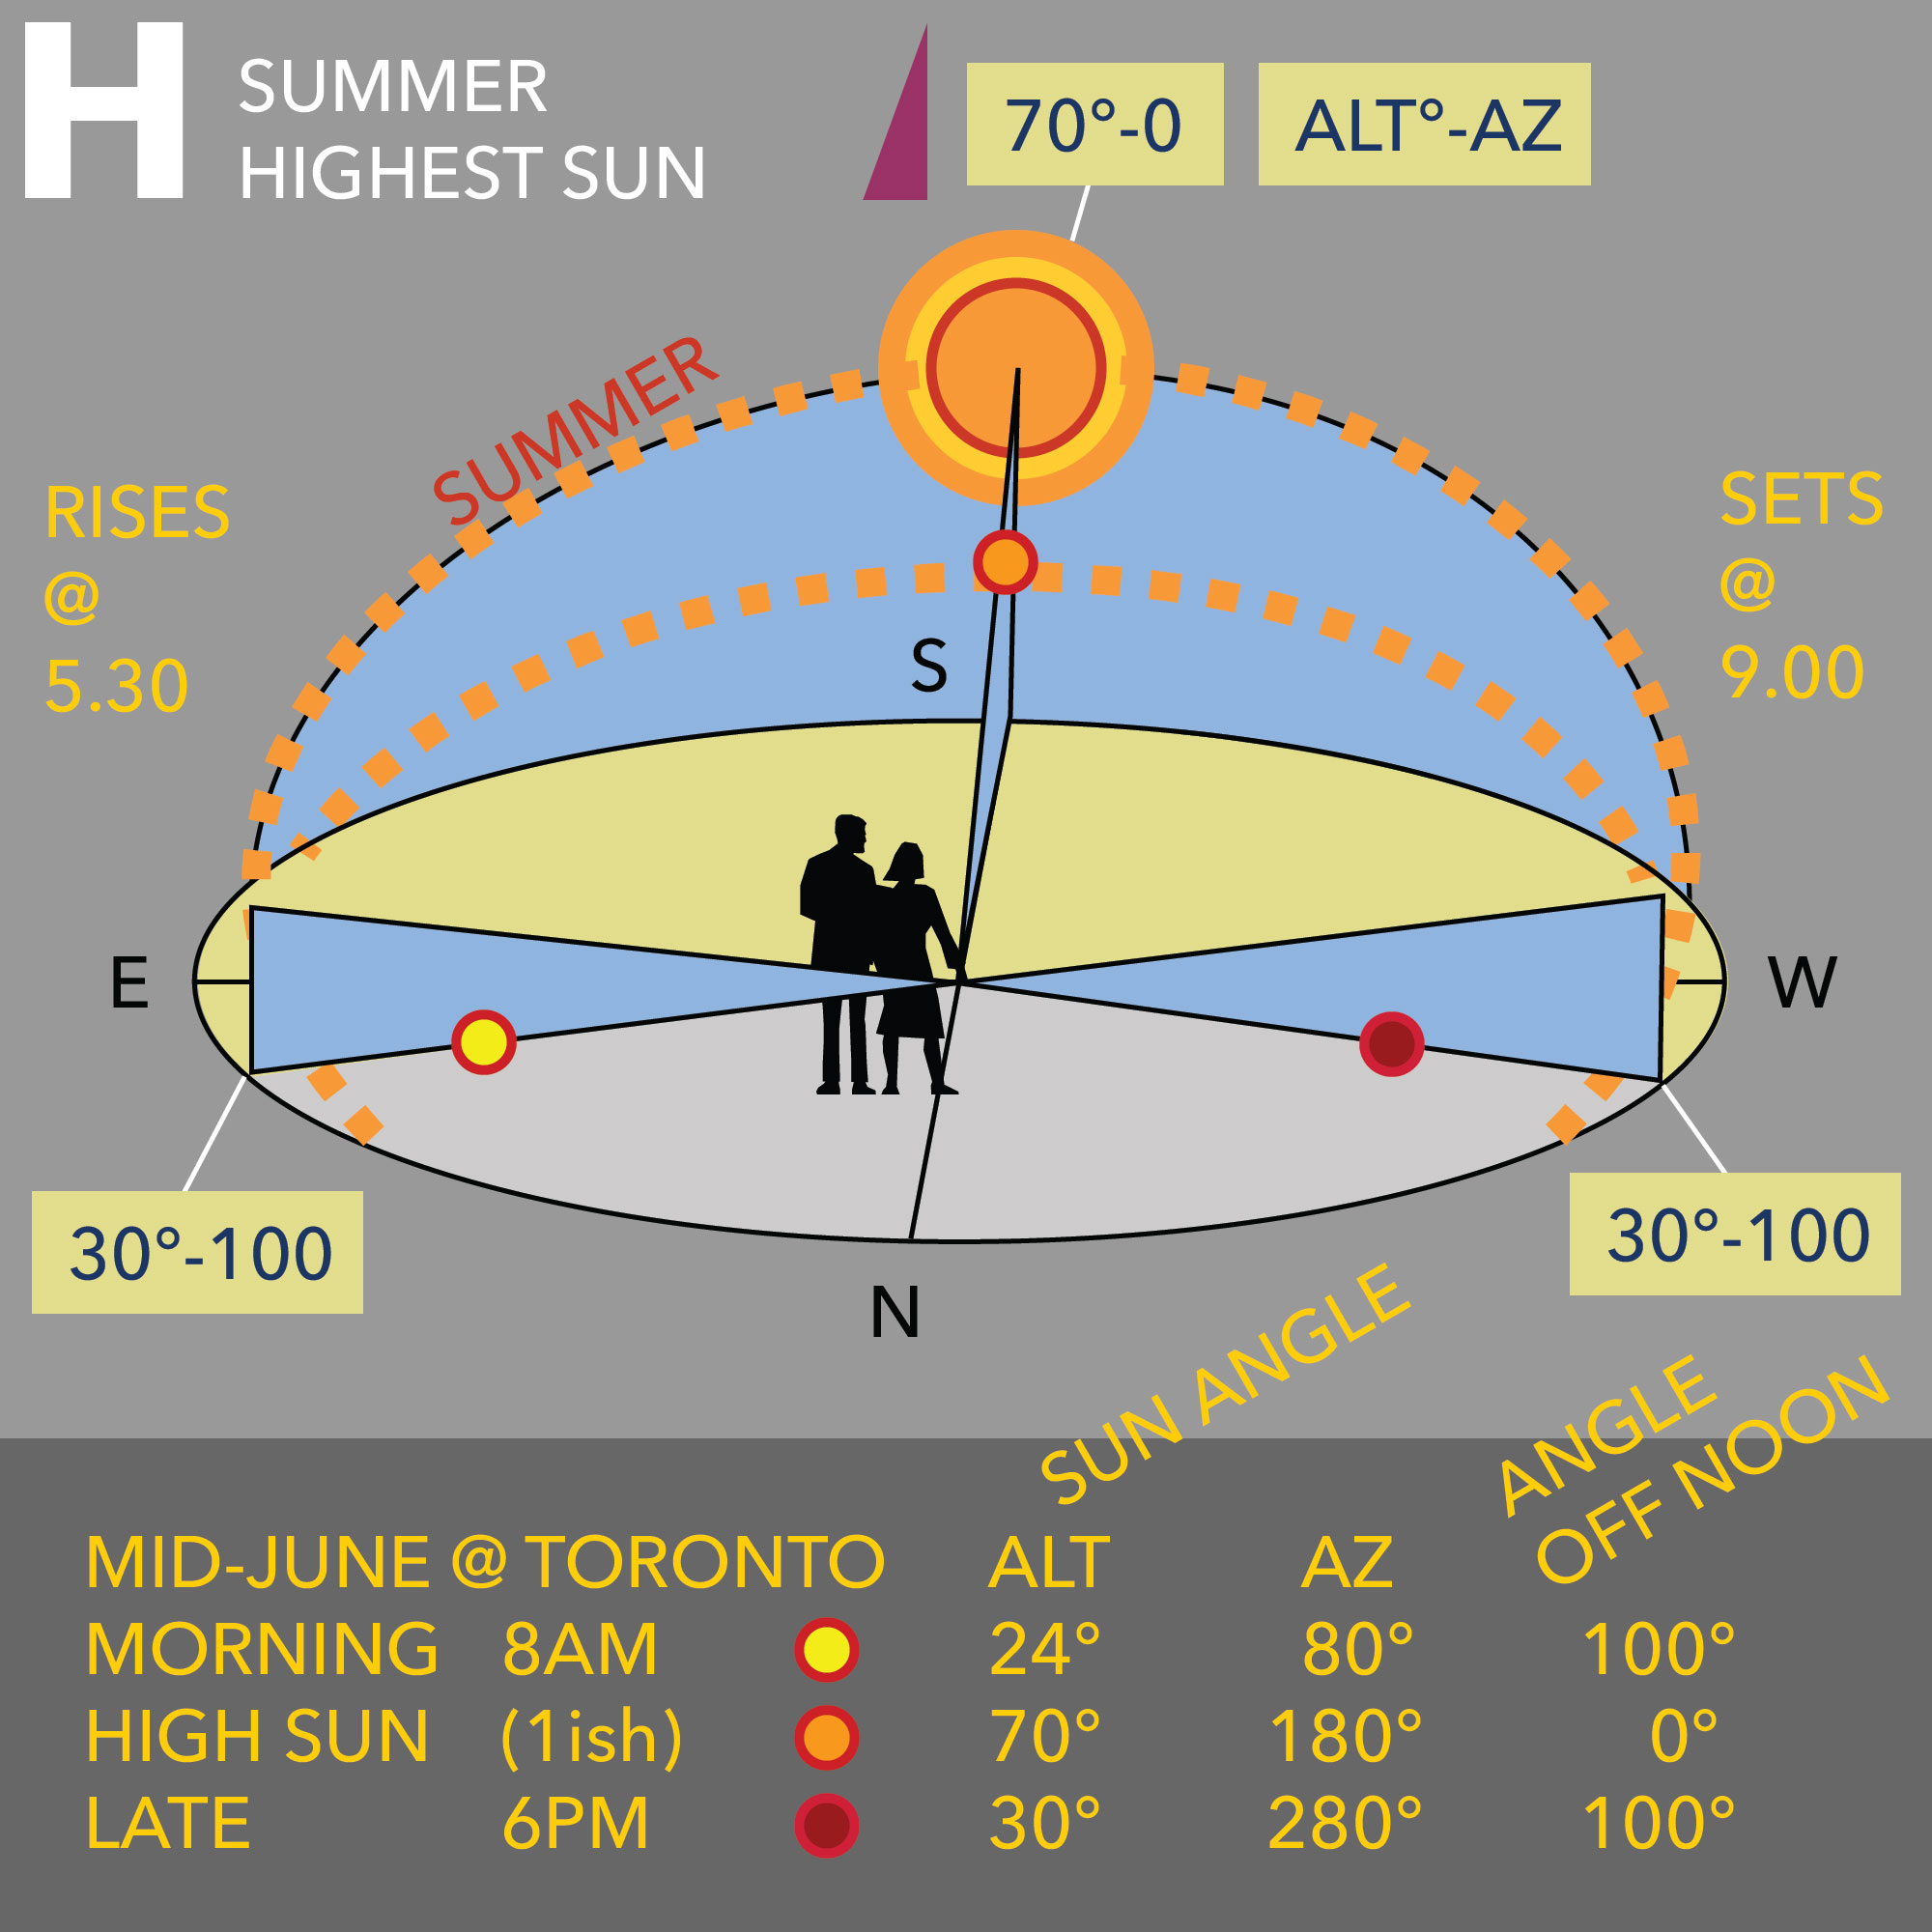 H
SUMMER
HIGHEST SUN
70°-0
ALT°-AZ
SUMMER
RISES
@
5.30
SETS
@
9.00
S
E
W
N
30°-100
30°-100
SUN ANGLE
ANGLE
OFF NOON
MID-JUNE @ TORONTO ALT AZ
MORNING 8AM 24° 80° 100°
HIGH SUN (1ish) 70° 180° 0°
LATE 6PM 30° 280° 100°